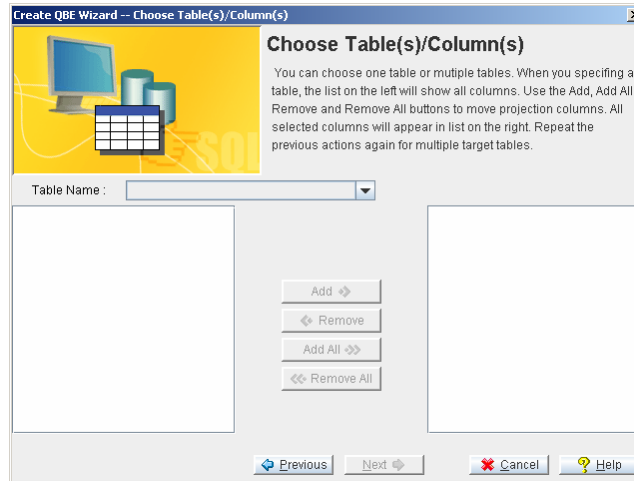 Create QBE Wizard -- Choose Table(s)/Column(s)
Choose Table(s)/Column(s)
You can choose one table or mutiple tables. When you specifing a
table, the list on the left will show all columns. Use the Add, Add All
Remove and Remove All buttons to move projection columns. All
selected columns will appear in list on the right. Repeat the
previous actions again for multiple target tables.
SQL
Table Name :
Add
Remove
Add All
Remove All
Previous
Next
Cancel
Help